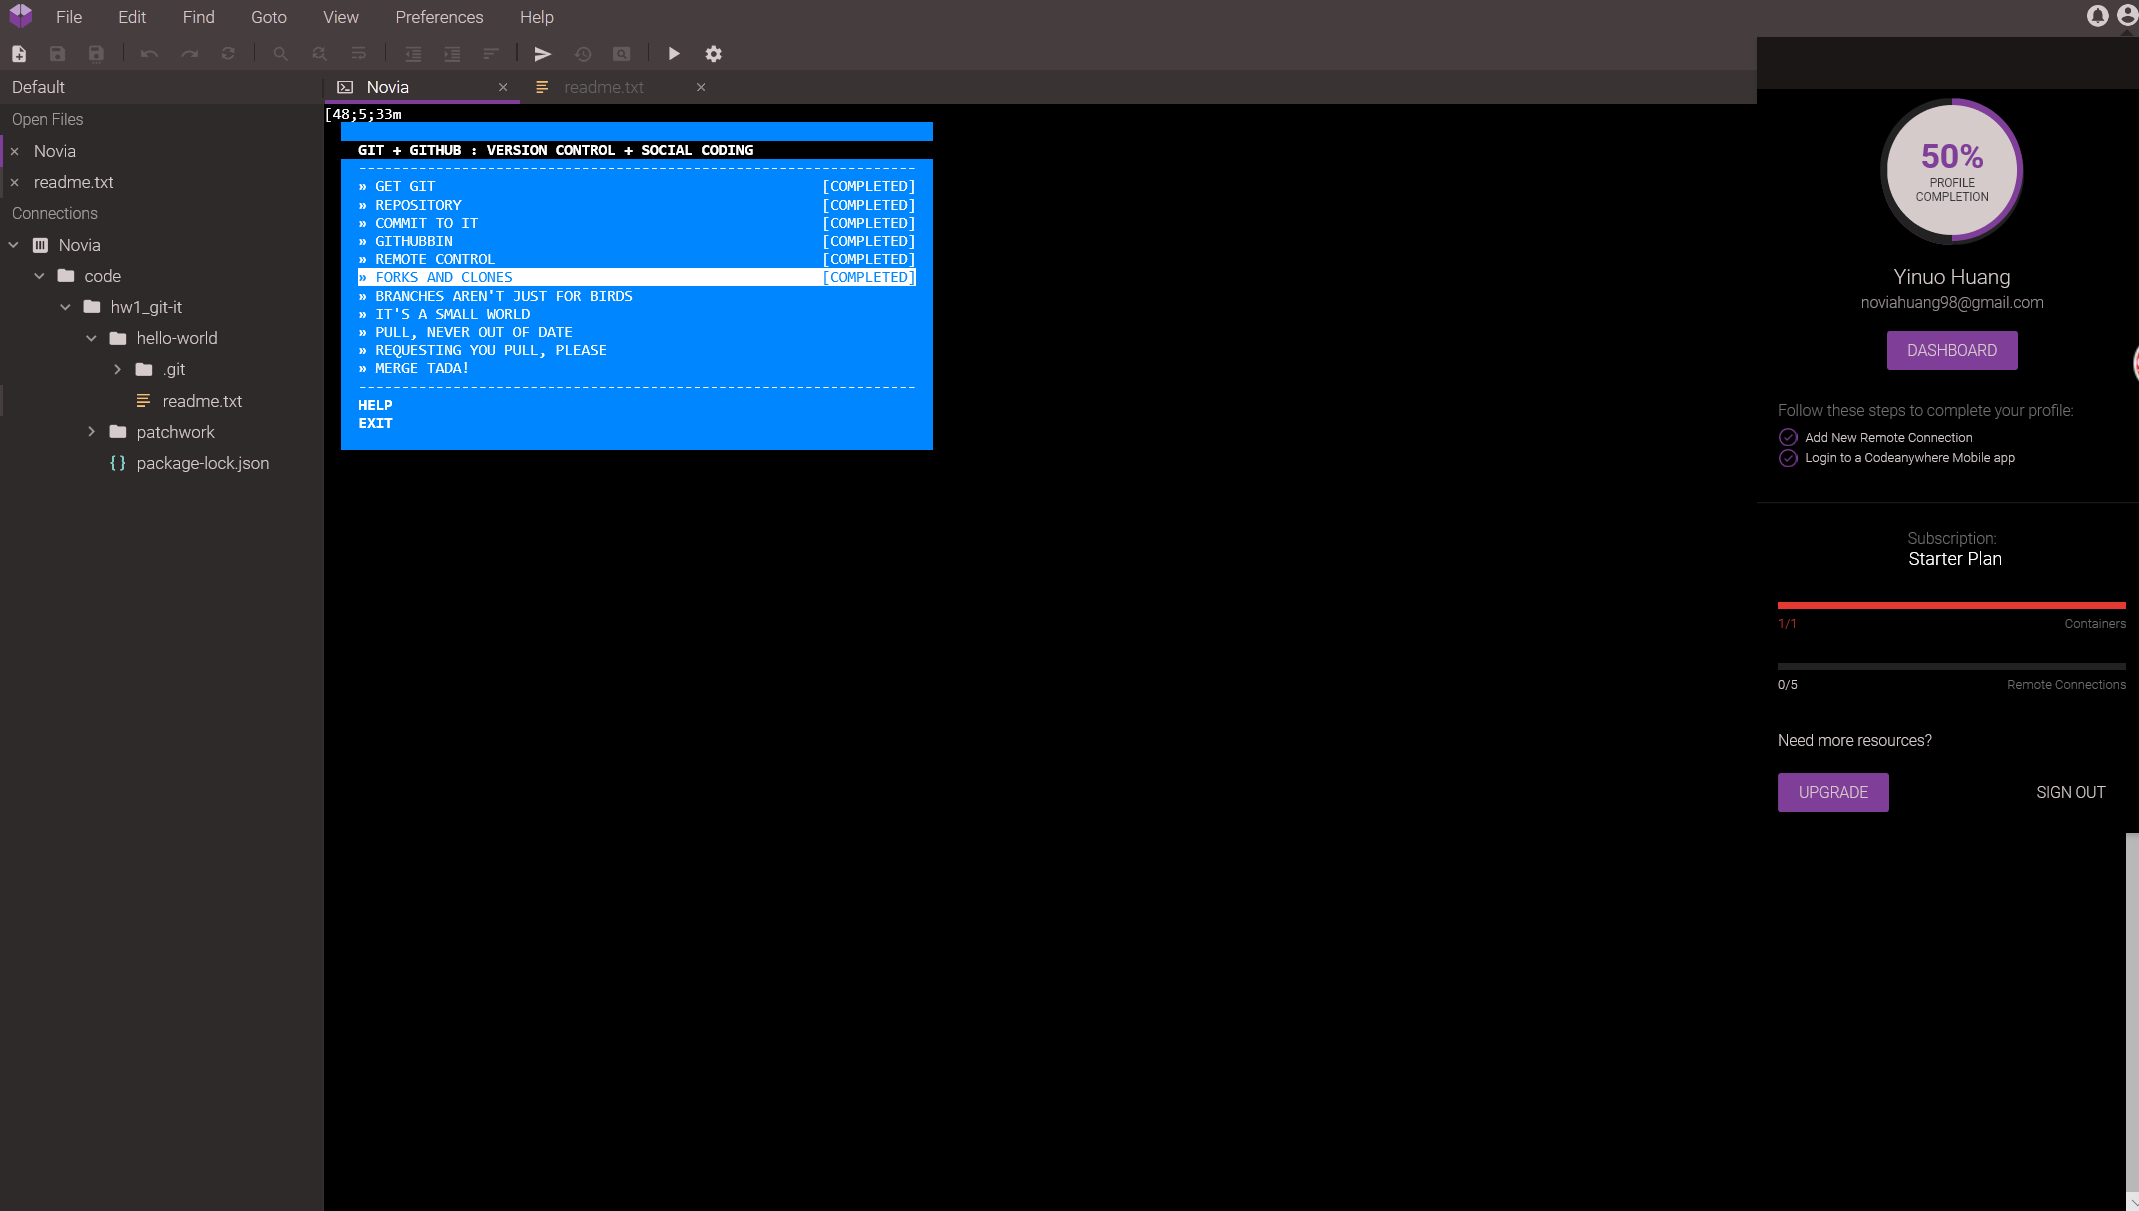 File Edit Find Goto View Preferences Help
Default
Open Files
Novia
readme.txt
Connections
Novia
code
hw1_git-it
hello-world
.git
readme.txt
patchwork
{} package-lock.json
Novia × readme.txt ×
[48;5;33m
GIT + GITHUB : VERSION CONTROL + SOCIAL CODING
-----------------------------------------------------------------
» GET GIT [COMPLETED]
» REPOSITORY [COMPLETED]
» COMMIT TO IT [COMPLETED]
» GITHUBBIN [COMPLETED]
» REMOTE CONTROL [COMPLETED]
» FORKS AND CLONES [COMPLETED]
» BRANCHES AREN'T JUST FOR BIRDS
» IT'S A SMALL WORLD
» PULL, NEVER OUT OF DATE
» REQUESTING YOU PULL, PLEASE
» MERGE TADA!
-----------------------------------------------------------------
HELP
EXIT
50%
PROFILE
COMPLETION
Yinuo Huang
noviahuang98@gmail.com
DASHBOARD
Follow these steps to complete your profile:
Add New Remote Connection
Login to a Codeanywhere Mobile app
Subscription:
Starter Plan
1/1 Containers
0/5 Remote Connections
Need more resources?
UPGRADE SIGN OUT